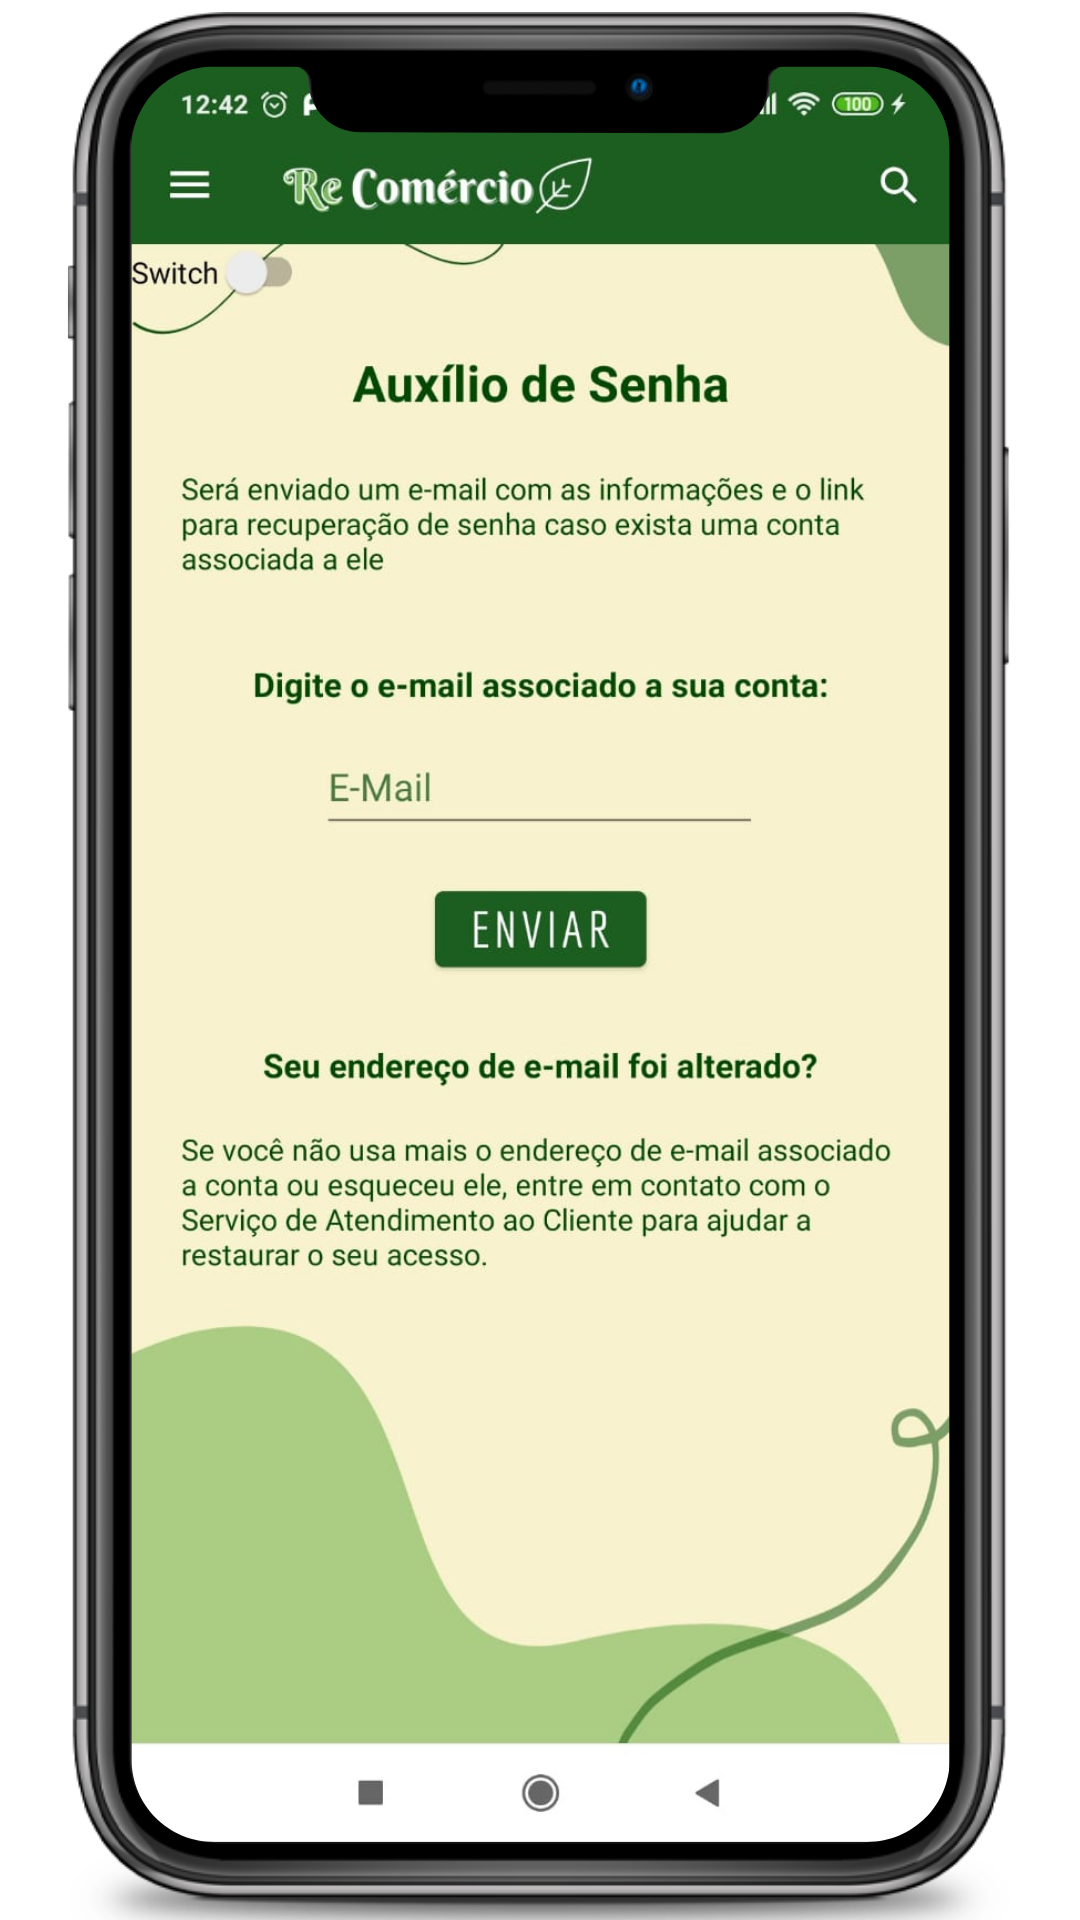 12:42
100
Re Comércio
Switch
Auxílio de Senha
Será enviado um e-mail com as informações e o link
para recuperação de senha caso exista uma conta
associada a ele
Digite o e-mail associado a sua conta:
E-Mail
ENVIAR
Seu endereço de e-mail foi alterado?
Se você não usa mais o endereço de e-mail associado
a conta ou esqueceu ele, entre em contato com o
Serviço de Atendimento ao Cliente para ajudar a
restaurar o seu acesso.